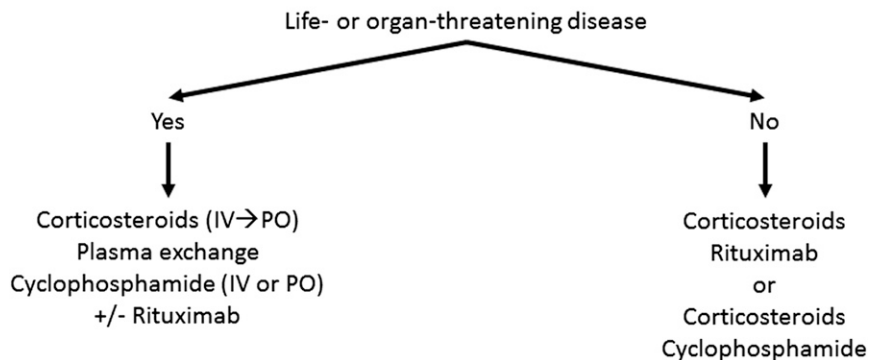 Life- or organ-threatening disease
Yes
No
Corticosteroids (IV→PO)
Plasma exchange
Cyclophosphamide (IV or PO)
+/- Rituximab
Corticosteroids
Rituximab
or
Corticosteroids
Cyclophosphamide